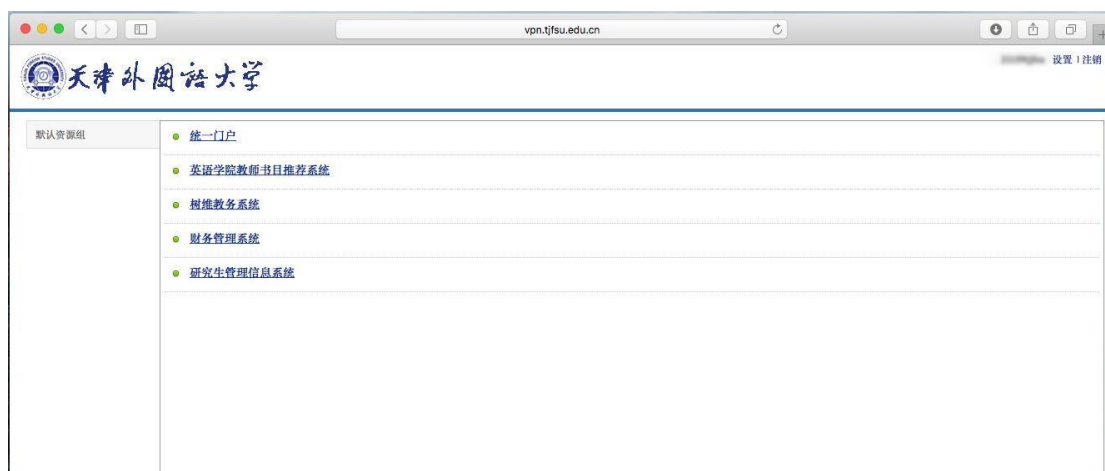 vpn.tjfsu.edu.cn
天津外国语大学
设置 | 注销
默认资源组
统一门户
英语学院教师书目推荐系统
树维教务系统
财务管理系统
研究生管理信息系统